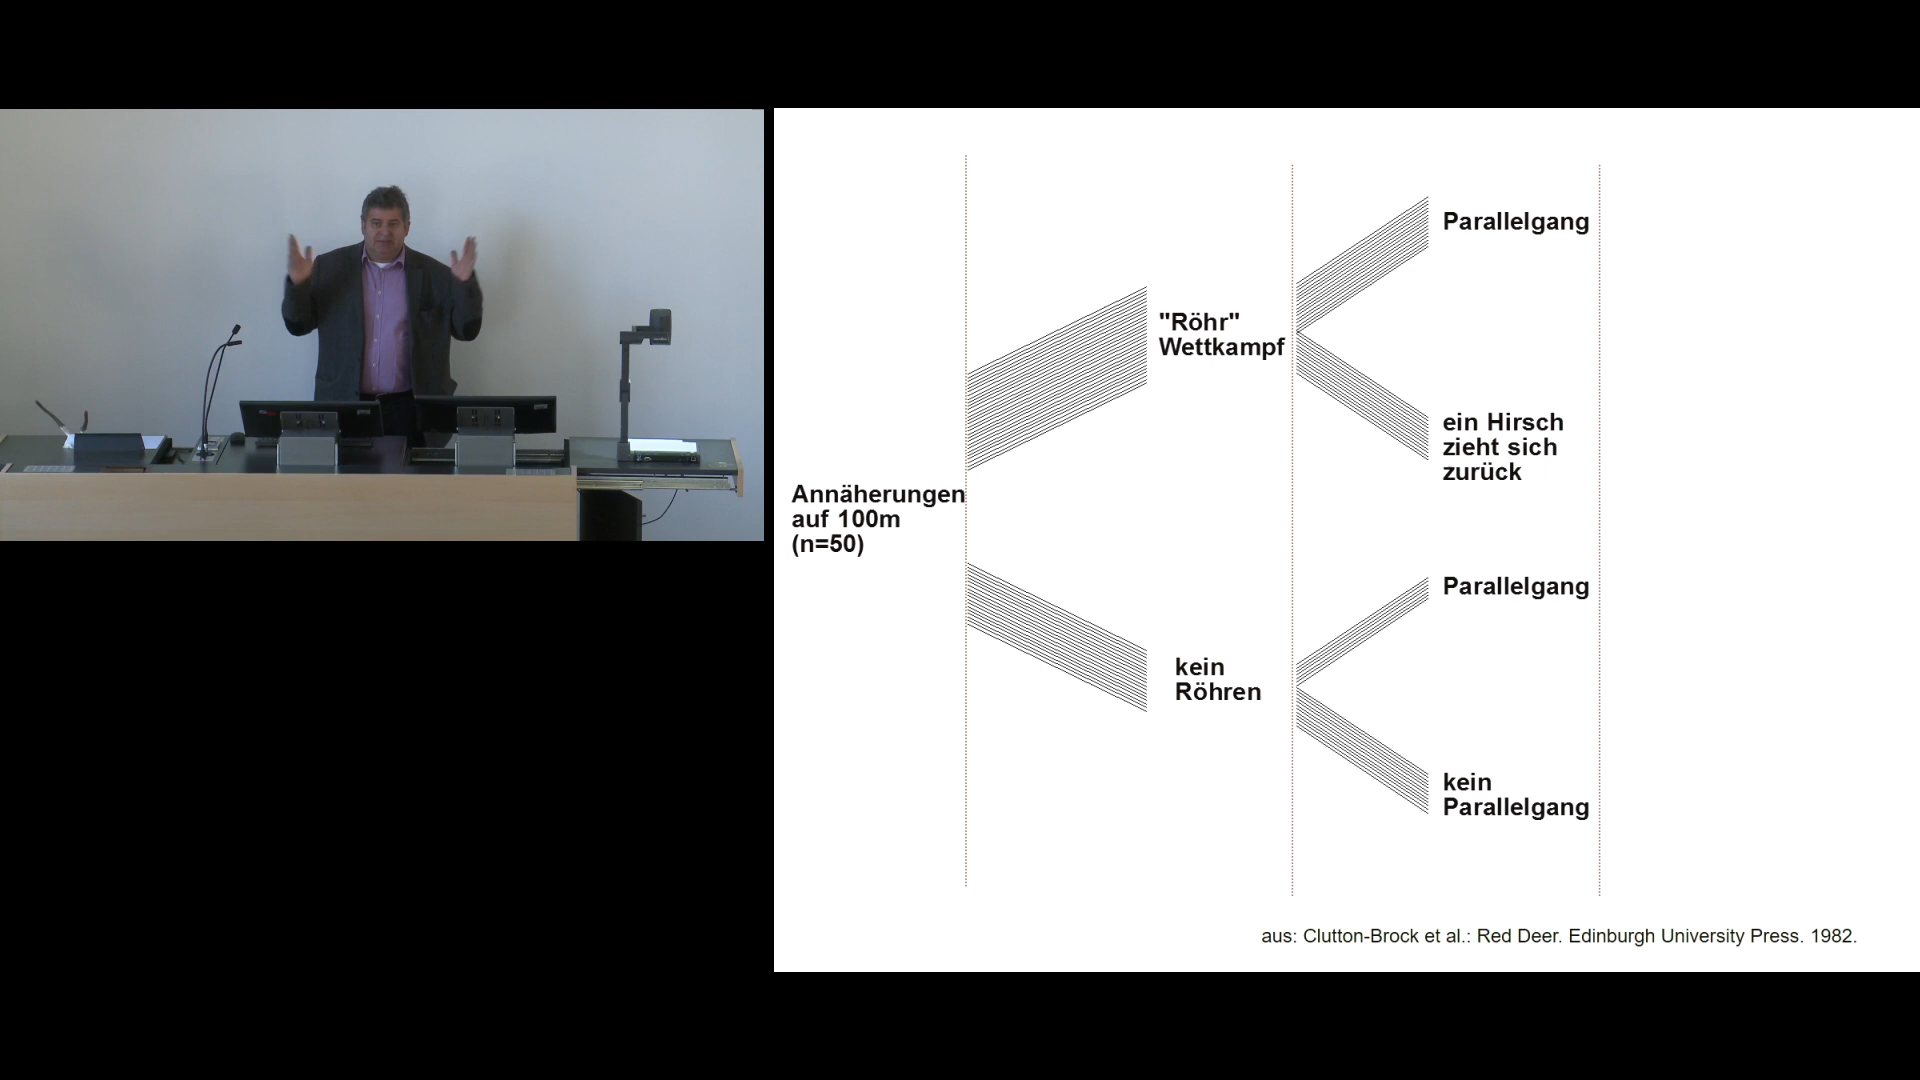 Parallelgang
"Röhr"
Wettkampf
ein Hirsch
zieht sich
zurück
Annäherungen
auf 100m
(n=50)
Parallelgang
kein
Röhren
kein
Parallelgang
aus: Clutton-Brock et al.: Red Deer. Edinburgh University Press. 1982.